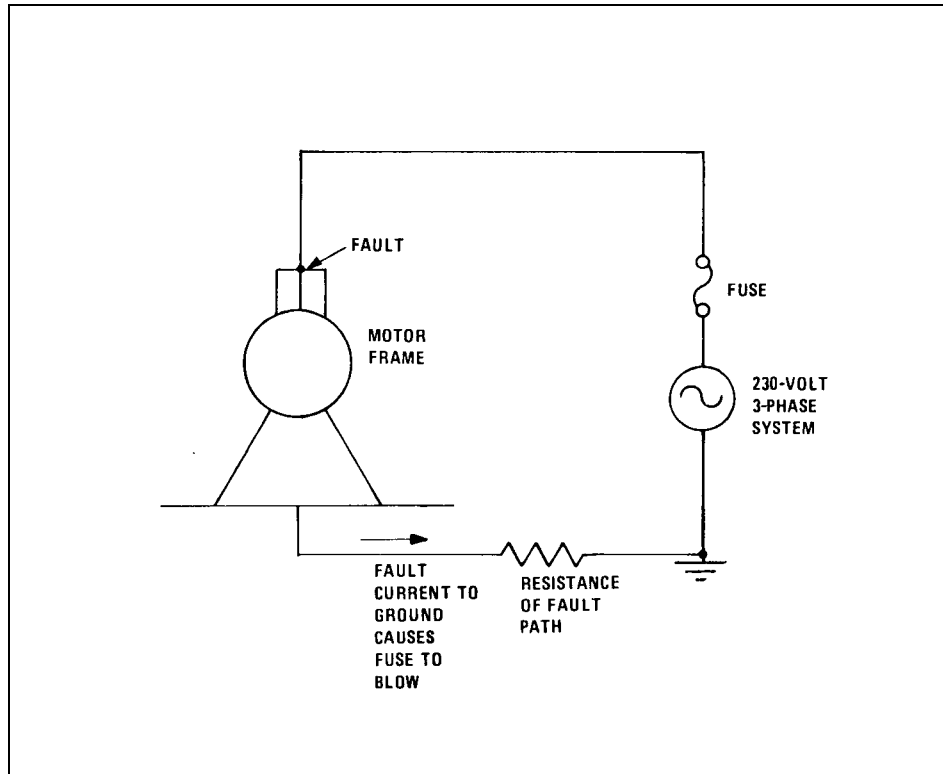 FAULT
MOTOR
FRAME
FUSE
230-VOLT
3-PHASE
SYSTEM
FAULT
CURRENT TO
GROUND
CAUSES
FUSE TO
BLOW
RESISTANCE
OF FAULT
PATH